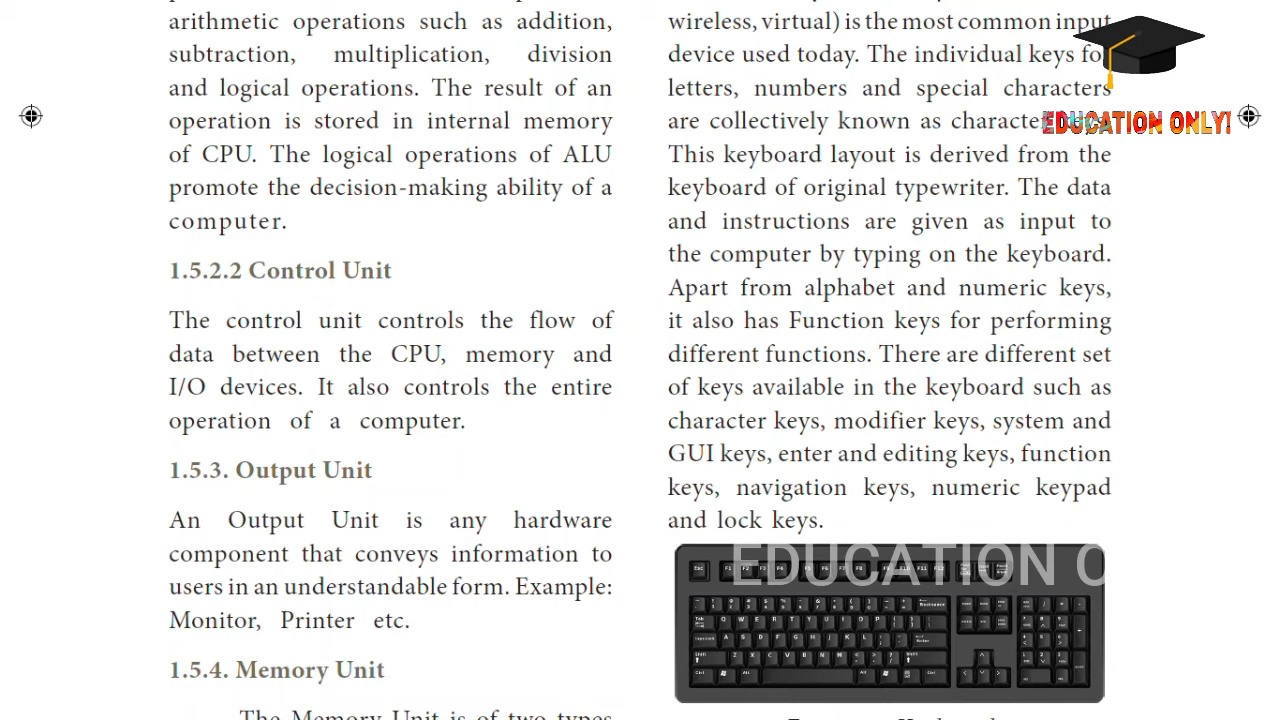 arithmetic operations such as addition,
subtraction, multiplication, division
and logical operations. The result of an
operation is stored in internal memory
of CPU. The logical operations of ALU
promote the decision-making ability of a
computer.
1.5.2.2 Control Unit
The control unit controls the flow of
data between the CPU, memory and
I/O devices. It also controls the entire
operation of a computer.
1.5.3. Output Unit
An Output Unit is any hardware
component that conveys information to
users in an understandable form. Example:
Monitor, Printer etc.
1.5.4. Memory Unit
The Memory Unit is of two types
wireless, virtual) is the most common input
device used today. The individual keys for
letters, numbers and special characters
are collectively known as character
This keyboard layout is derived from the
keyboard of original typewriter. The data
and instructions are given as input to
the computer by typing on the keyboard.
Apart from alphabet and numeric keys,
it also has Function keys for performing
different functions. There are different set
of keys available in the keyboard such as
character keys, modifier keys, system and
GUI keys, enter and editing keys, function
keys, navigation keys, numeric keypad
and lock keys.
EDUCATION O
EDUCATION ONLY!